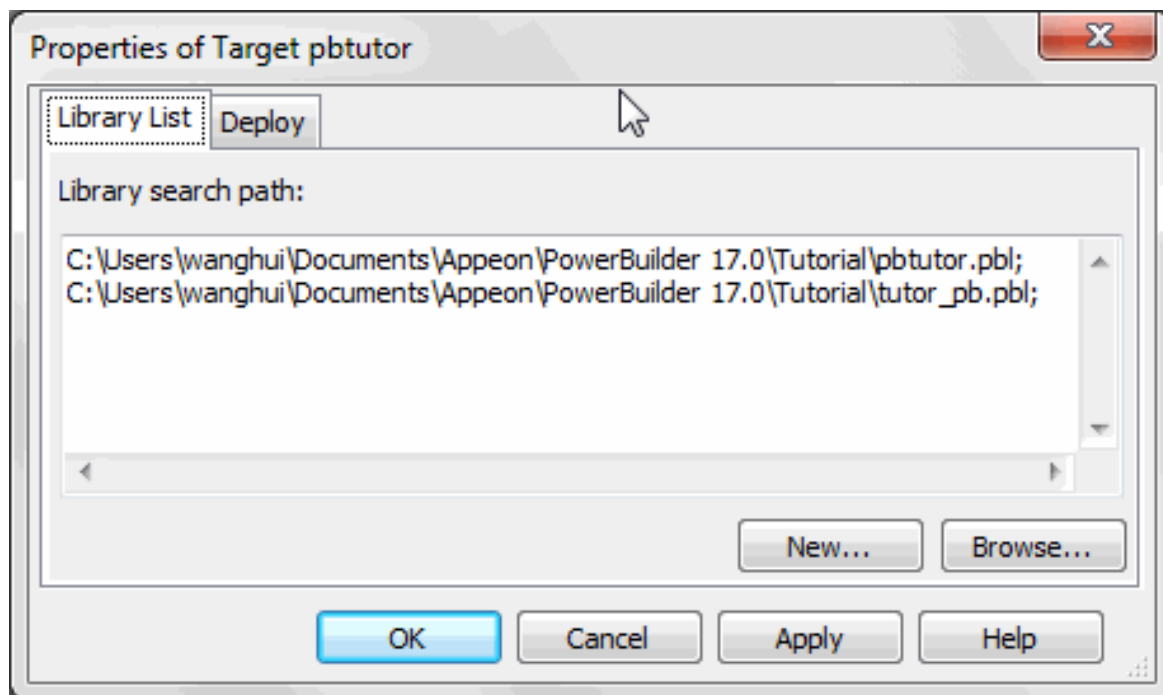 Properties of Target pbtutor
Library List
Deploy
Library search path:
C:\Users\wanghui\Documents\Appeon\PowerBuilder 17.0\Tutorial\pbtutor.pbl;
C:\Users\wanghui\Documents\Appeon\PowerBuilder 17.0\Tutorial\tutor_pb.pbl;
New...
Browse...
OK
Cancel
Apply
Help